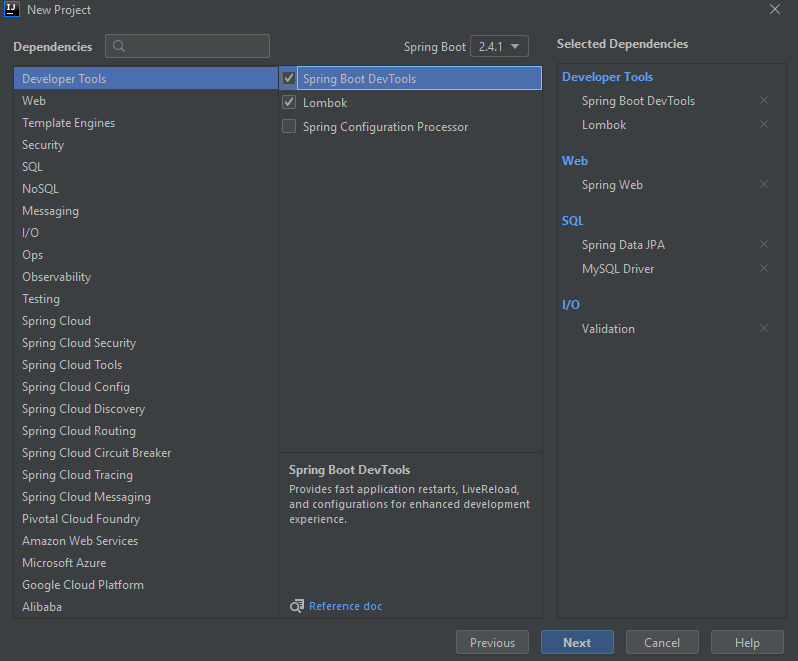 IJ New Project
Dependencies
Spring Boot 2.4.1
Selected Dependencies
Developer Tools
Web
Template Engines
Security
SQL
NoSQL
Messaging
I/O
Ops
Observability
Testing
Spring Cloud
Spring Cloud Security
Spring Cloud Tools
Spring Cloud Config
Spring Cloud Discovery
Spring Cloud Routing
Spring Cloud Circuit Breaker
Spring Cloud Tracing
Spring Cloud Messaging
Pivotal Cloud Foundry
Amazon Web Services
Microsoft Azure
Google Cloud Platform
Alibaba
Spring Boot DevTools
Lombok
Spring Configuration Processor
Spring Boot DevTools
Provides fast application restarts, LiveReload,
and configurations for enhanced development
experience.
Reference doc
Developer Tools
Spring Boot DevTools
Lombok
Web
Spring Web
SQL
Spring Data JPA
MySQL Driver
I/O
Validation
Previous
Next
Cancel
Help